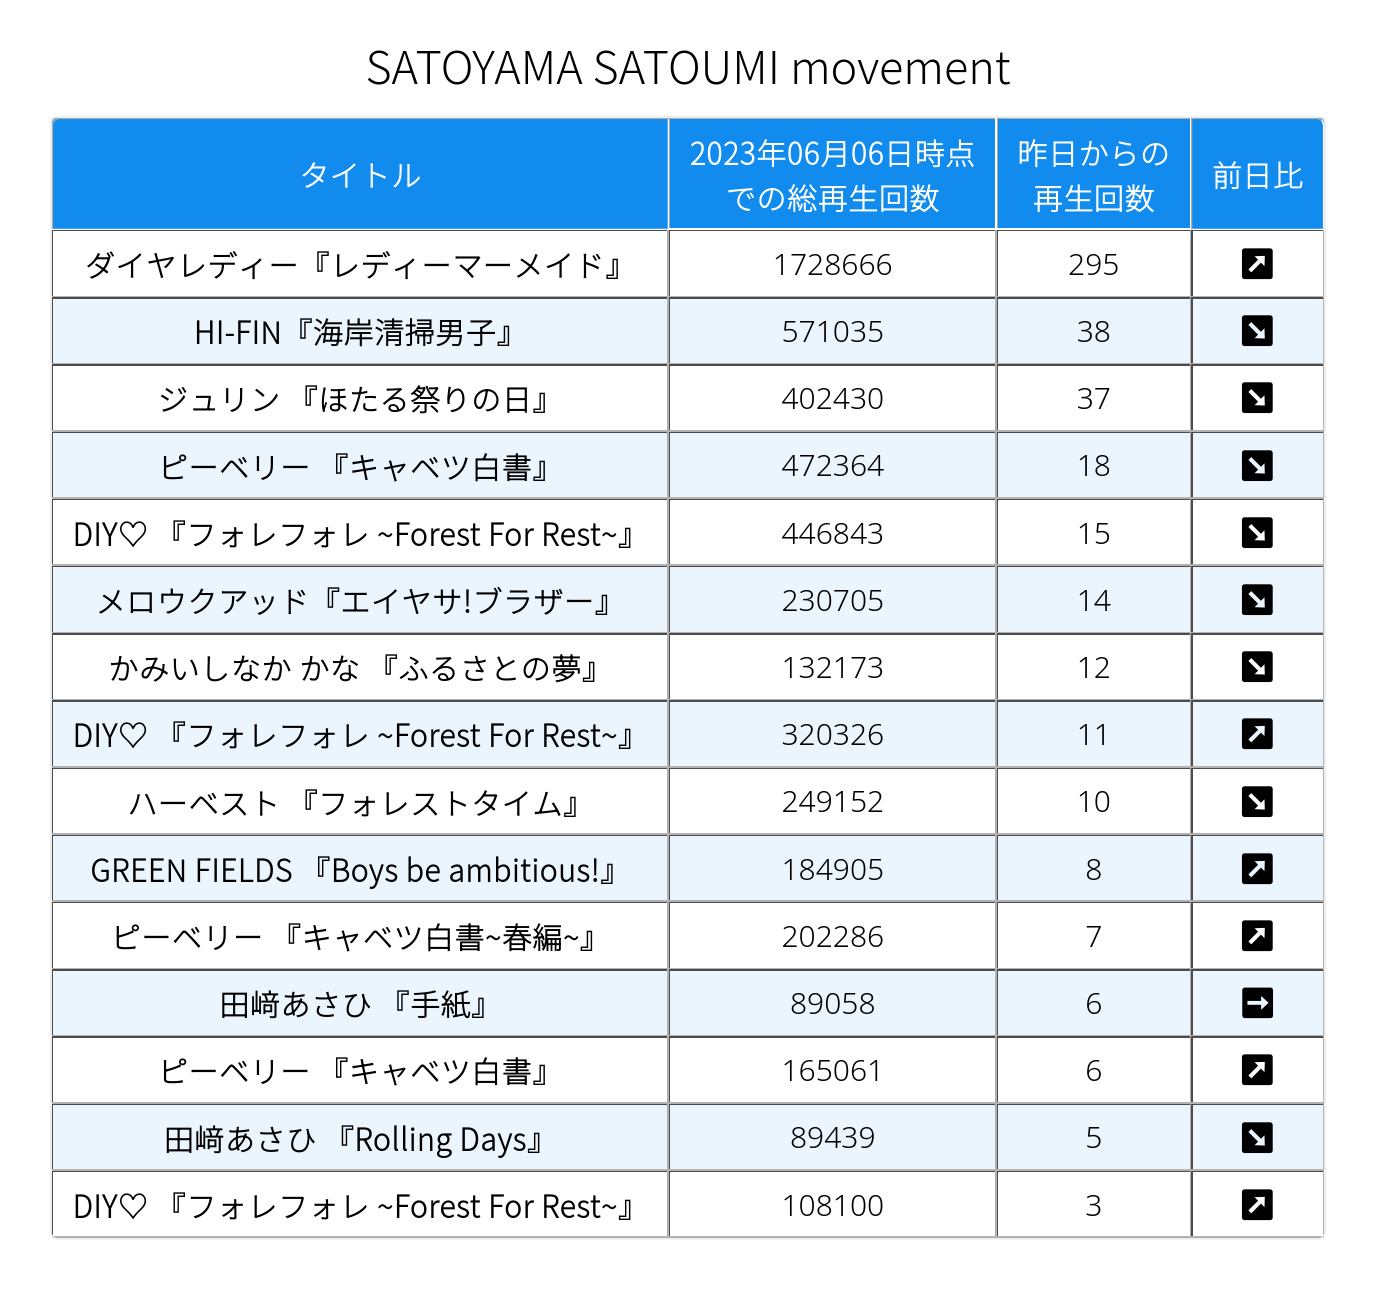 SATOYAMA SATOUMI movement
タイトル 2023年06月06日時点での総再生回数 昨日からの再生回数 前日比
ダイヤレディー『レディーマーメイド』 1728666 295 ↗
HI-FIN『海岸清掃男子』 571035 38 ↘
ジュリン 『ほたる祭りの日』 402430 37 ↘
ピーベリー 『キャベツ白書』 472364 18 ↘
DIY♡ 『フォレフォレ ~Forest For Rest~』 446843 15 ↘
メロウクアッド『エイヤサ!ブラザー』 230705 14 ↘
かみいしなか かな 『ふるさとの夢』 132173 12 ↘
DIY♡ 『フォレフォレ ~Forest For Rest~』 320326 11 ↗
ハーベスト 『フォレストタイム』 249152 10 ↘
GREEN FIELDS 『Boys be ambitious!』 184905 8 ↗
ピーベリー 『キャベツ白書~春編~』 202286 7 ↗
田﨑あさひ 『手紙』 89058 6 →
ピーベリー 『キャベツ白書』 165061 6 ↗
田﨑あさひ 『Rolling Days』 89439 5 ↘
DIY♡ 『フォレフォレ ~Forest For Rest~』 108100 3 ↗